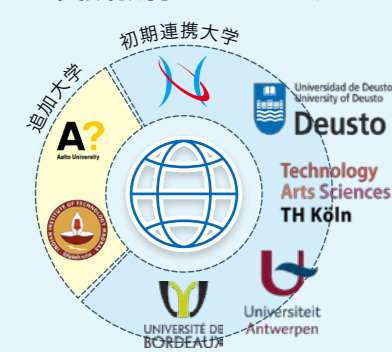 初期連携大学
追加大学
Universidad de Deusto
University of Deusto
Deusto
A?
Aalto University
Technology
Arts Sciences
TH Köln
Universiteit
Antwerpen
UNIVERSITÉ DE
BORDEAUX